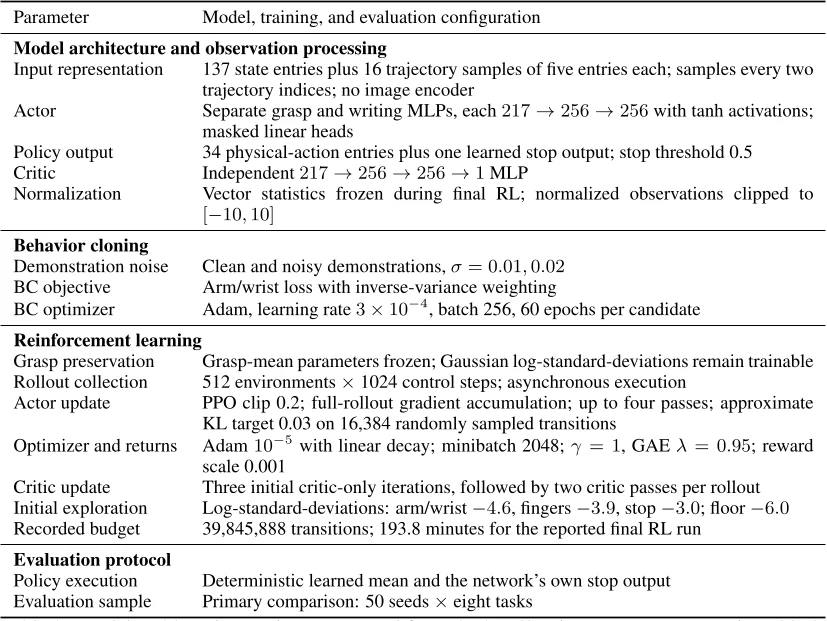 Parameter Model, training, and evaluation configuration
Model architecture and observation processing
Input representation 137 state entries plus 16 trajectory samples of five entries each; samples every two
trajectory indices; no image encoder
Actor Separate grasp and writing MLPs, each 217 → 256 → 256 with tanh activations;
masked linear heads
Policy output 34 physical-action entries plus one learned stop output; stop threshold 0.5
Critic Independent 217 → 256 → 256 → 1 MLP
Normalization Vector statistics frozen during final RL; normalized observations clipped to
[−10, 10]
Behavior cloning
Demonstration noise Clean and noisy demonstrations, σ = 0.01, 0.02
BC objective Arm/wrist loss with inverse-variance weighting
BC optimizer Adam, learning rate 3 × 10⁻⁴, batch 256, 60 epochs per candidate
Reinforcement learning
Grasp preservation Grasp-mean parameters frozen; Gaussian log-standard-deviations remain trainable
Rollout collection 512 environments × 1024 control steps; asynchronous execution
Actor update PPO clip 0.2; full-rollout gradient accumulation; up to four passes; approximate
KL target 0.03 on 16,384 randomly sampled transitions
Optimizer and returns Adam 10⁻⁵ with linear decay; minibatch 2048; γ = 1, GAE λ = 0.95; reward
scale 0.001
Critic update Three initial critic-only iterations, followed by two critic passes per rollout
Initial exploration Log-standard-deviations: arm/wrist −4.6, fingers −3.9, stop −3.0; floor −6.0
Recorded budget 39,845,888 transitions; 193.8 minutes for the reported final RL run
Evaluation protocol
Policy execution Deterministic learned mean and the network's own stop output
Evaluation sample Primary comparison: 50 seeds × eight tasks